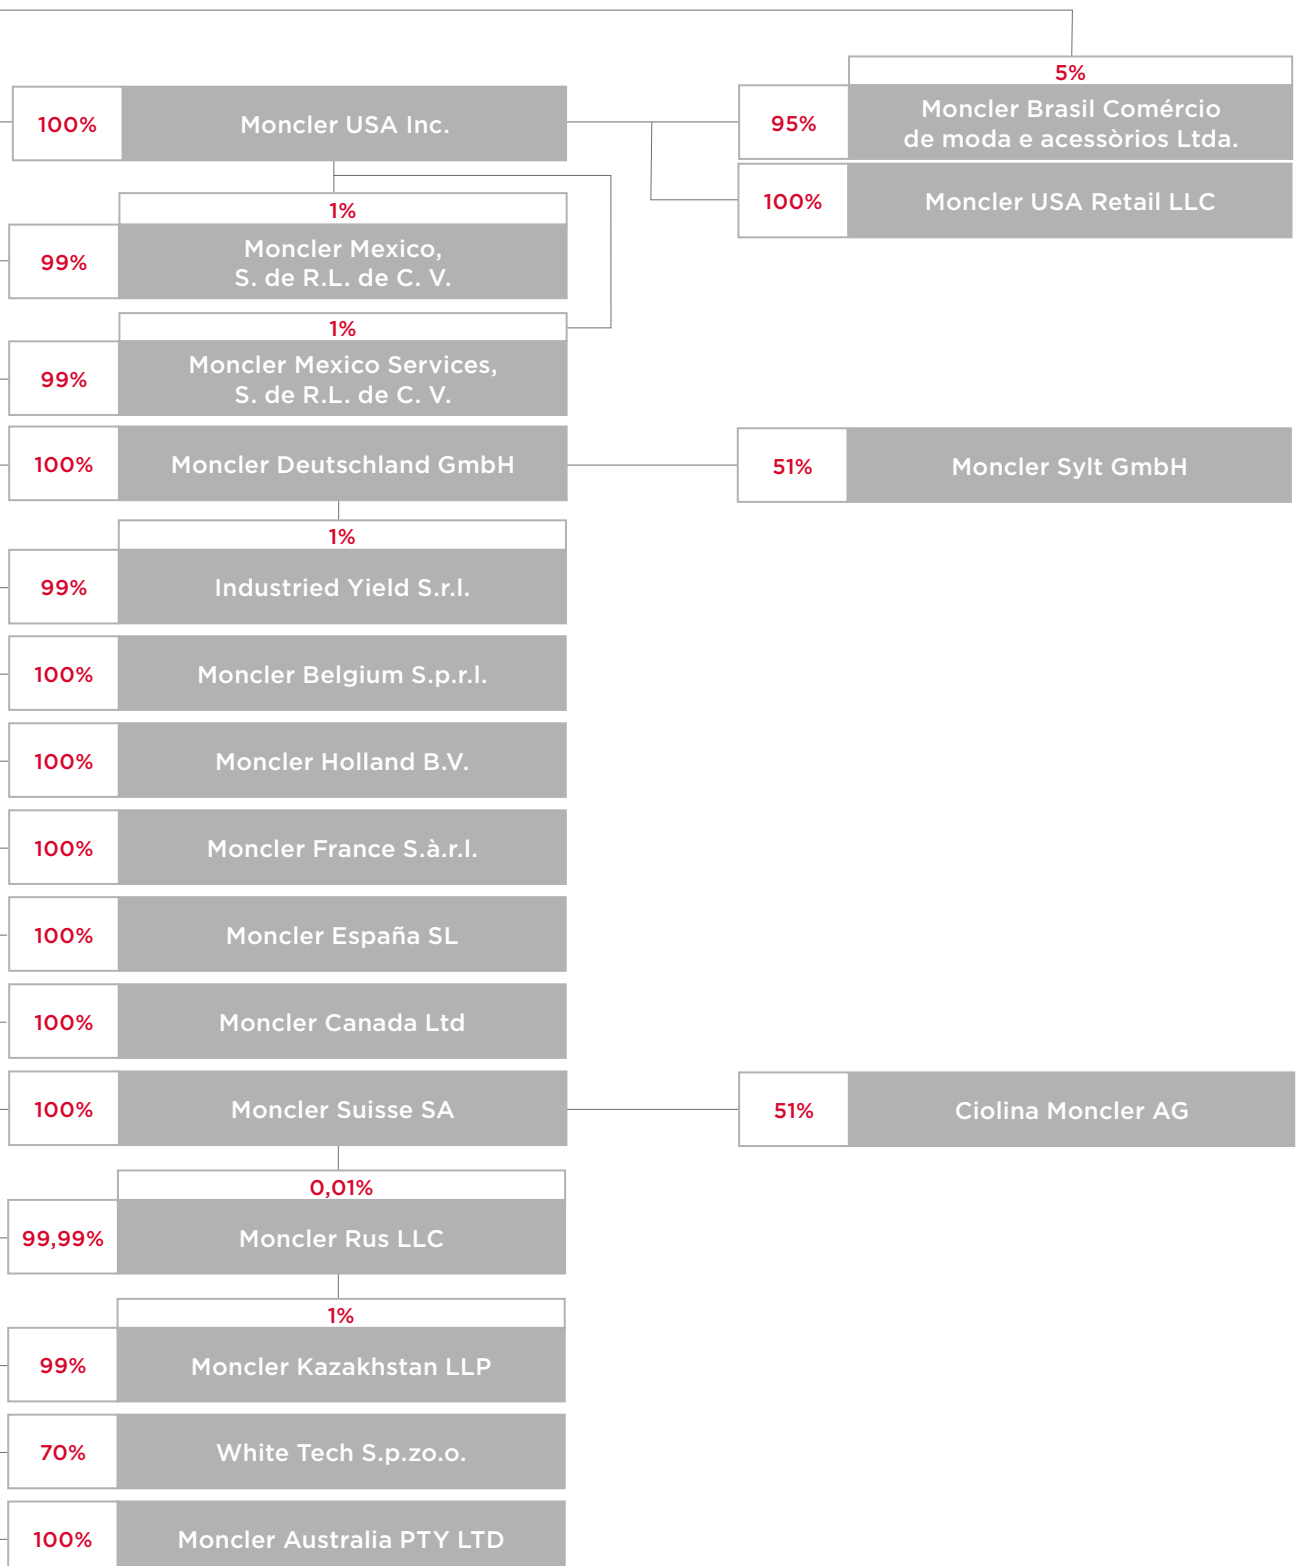 5%
100%
Moncler USA Inc.
95%
Moncler Brasil Comércio
de moda e acessòrios Ltda.
100%
Moncler USA Retail LLC
1%
99%
Moncler Mexico,
S. de R.L. de C. V.
1%
99%
Moncler Mexico Services,
S. de R.L. de C. V.
100%
Moncler Deutschland GmbH
51%
Moncler Sylt GmbH
1%
99%
Industried Yield S.r.l.
100%
Moncler Belgium S.p.r.l.
100%
Moncler Holland B.V.
100%
Moncler France S.à.r.l.
100%
Moncler España SL
100%
Moncler Canada Ltd
100%
Moncler Suisse SA
51%
Ciolina Moncler AG
0,01%
99,99%
Moncler Rus LLC
1%
99%
Moncler Kazakhstan LLP
70%
White Tech S.p.zo.o.
100%
Moncler Australia PTY LTD